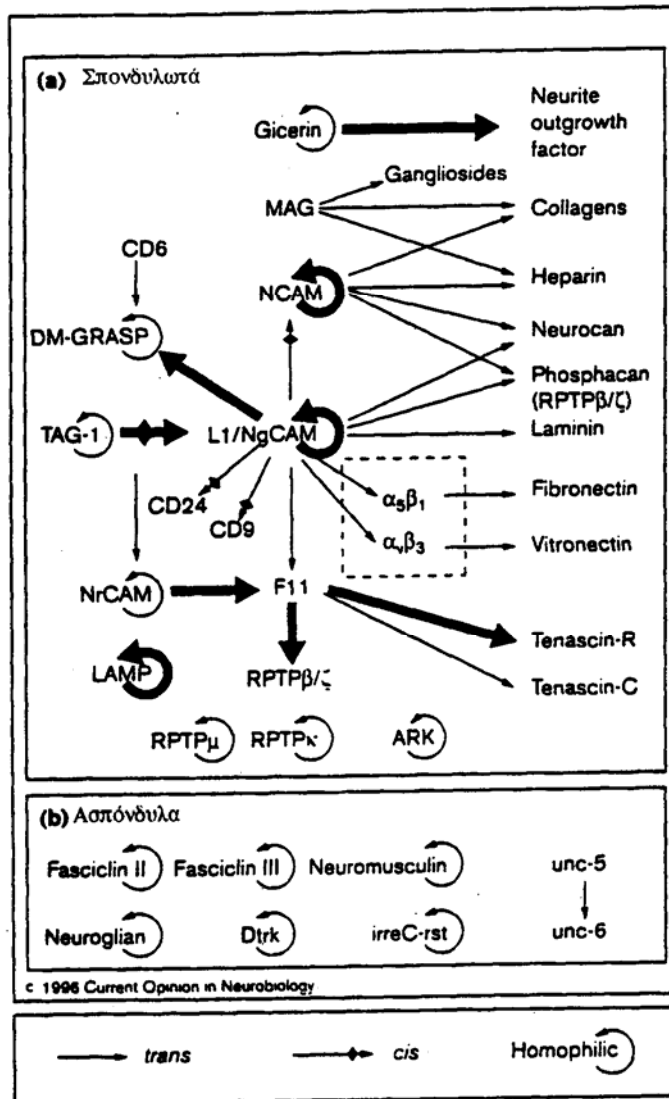 (a) Σπονδυλωτά
Gicerin
Neurite
outgrowth
factor
Gangliosides
MAG
Collagens
CD6
Heparin
NCAM
DM-GRASP
Neurocan
Phosphacan
(RPTPβ/ζ)
TAG-1
L1/NgCAM
Laminin
CD24
CD9
α5β1
Fibronectin
αvβ3
Vitronectin
NrCAM
F11
LAMP
RPTPβ/ζ
Tenascin-R
Tenascin-C
RPTPμ
RPTPκ
ARK
(b) Ασπόνδυλα
Fasciclin II
Fasciclin III
Neuromusculin
unc-5
Neuroglian
Dtrk
irreC-rst
unc-6
c 1996 Current Opinion in Neurobiology
trans
cis
Homophilic